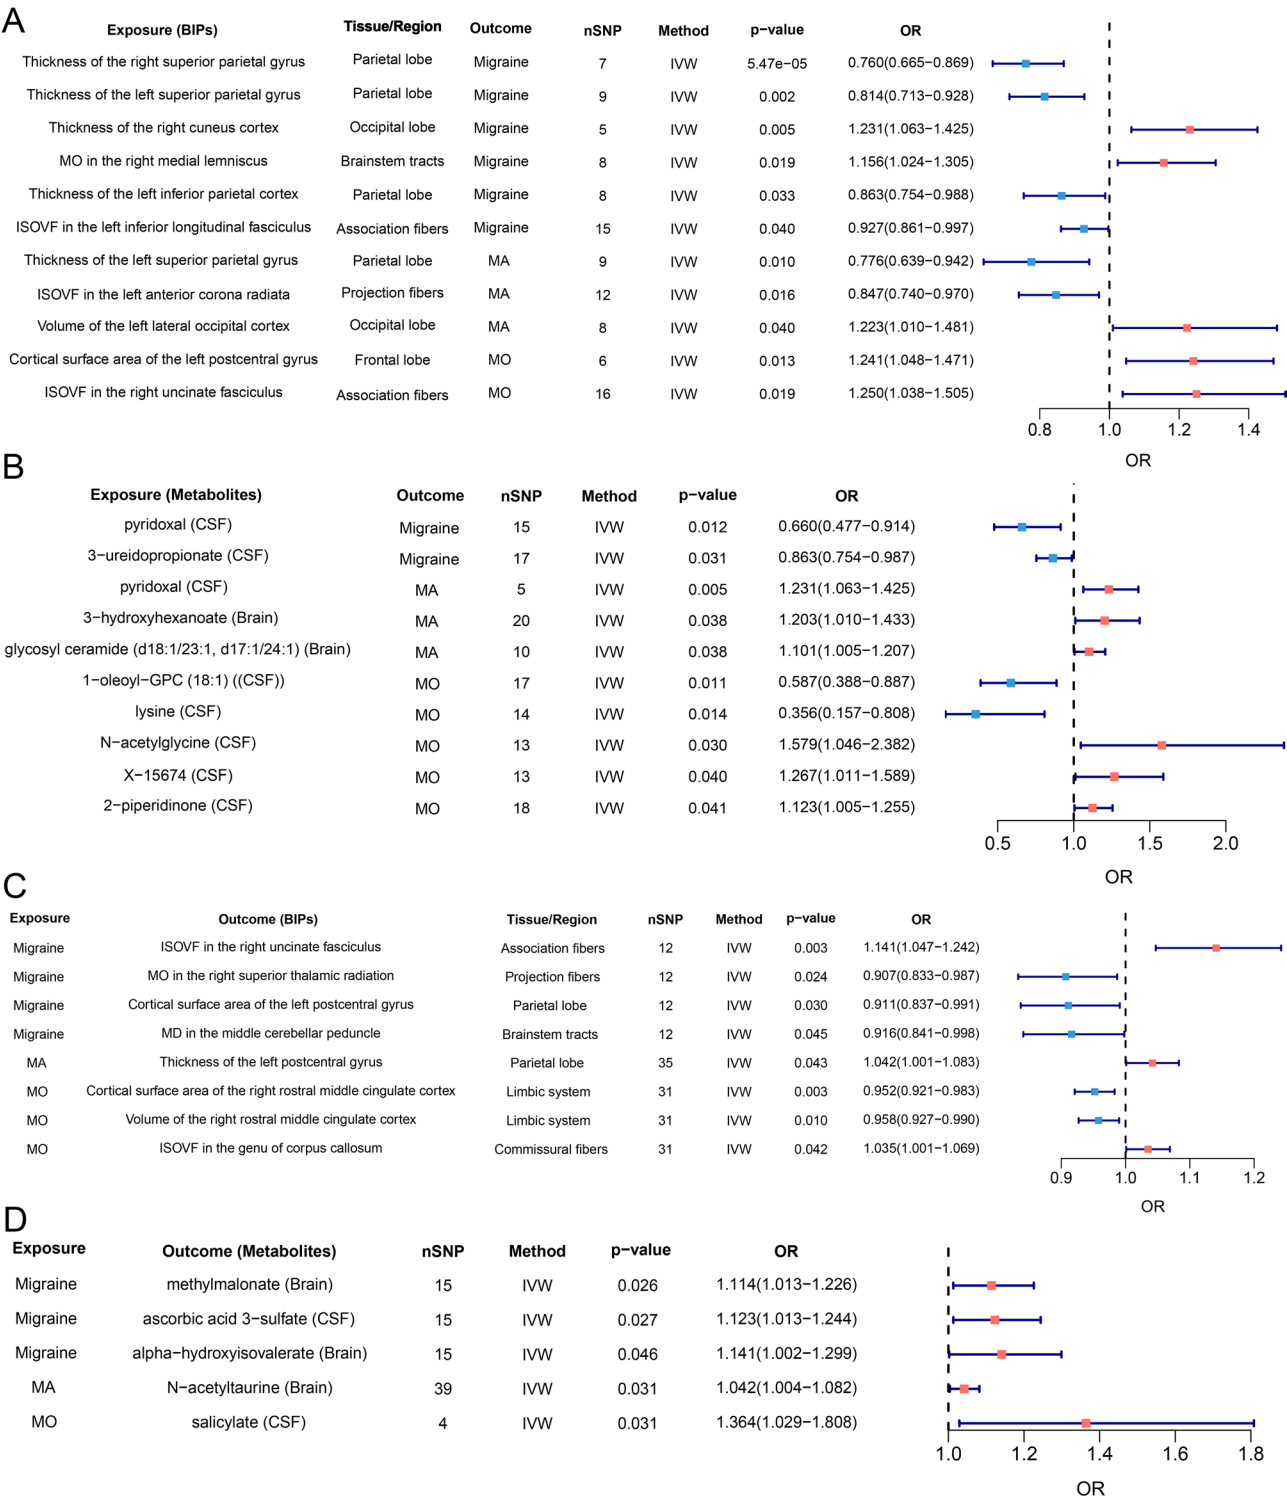 A
Exposure (BIPs) Tissue/Region Outcome nSNP Method p−value OR
Thickness of the right superior parietal gyrus Parietal lobe Migraine 7 IVW 5.47e−05 0.760(0.665−0.869)
Thickness of the left superior parietal gyrus Parietal lobe Migraine 9 IVW 0.002 0.814(0.713−0.928)
Thickness of the right cuneus cortex Occipital lobe Migraine 5 IVW 0.005 1.231(1.063−1.425)
MO in the right medial lemniscus Brainstem tracts Migraine 8 IVW 0.019 1.156(1.024−1.305)
Thickness of the left inferior parietal cortex Parietal lobe Migraine 8 IVW 0.033 0.863(0.754−0.988)
ISOVF in the left inferior longitudinal fasciculus Association fibers Migraine 15 IVW 0.040 0.927(0.861−0.997)
Thickness of the left superior parietal gyrus Parietal lobe MA 9 IVW 0.010 0.776(0.639−0.942)
ISOVF in the left anterior corona radiata Projection fibers MA 12 IVW 0.016 0.847(0.740−0.970)
Volume of the left lateral occipital cortex Occipital lobe MA 8 IVW 0.040 1.223(1.010−1.481)
Cortical surface area of the left postcentral gyrus Frontal lobe MO 6 IVW 0.013 1.241(1.048−1.471)
ISOVF in the right uncinate fasciculus Association fibers MO 16 IVW 0.019 1.250(1.038−1.505)
0.8 1.0 1.2 1.4
OR
B
Exposure (Metabolites) Outcome nSNP Method p−value OR
pyridoxal (CSF) Migraine 15 IVW 0.012 0.660(0.477−0.914)
3−ureidopropionate (CSF) Migraine 17 IVW 0.031 0.863(0.754−0.987)
pyridoxal (CSF) MA 5 IVW 0.005 1.231(1.063−1.425)
3−hydroxyhexanoate (Brain) MA 20 IVW 0.038 1.203(1.010−1.433)
glycosyl ceramide (d18:1/23:1, d17:1/24:1) (Brain) MA 10 IVW 0.038 1.101(1.005−1.207)
1−oleoyl−GPC (18:1) ((CSF)) MO 17 IVW 0.011 0.587(0.388−0.887)
lysine (CSF) MO 14 IVW 0.014 0.356(0.157−0.808)
N−acetylglycine (CSF) MO 13 IVW 0.030 1.579(1.046−2.382)
X−15674 (CSF) MO 13 IVW 0.040 1.267(1.011−1.589)
2−piperidinone (CSF) MO 18 IVW 0.041 1.123(1.005−1.255)
0.5 1.0 1.5 2.0
OR
C
Exposure Outcome (BIPs) Tissue/Region nSNP Method p−value OR
Migraine ISOVF in the right uncinate fasciculus Association fibers 12 IVW 0.003 1.141(1.047−1.242)
Migraine MO in the right superior thalamic radiation Projection fibers 12 IVW 0.024 0.907(0.833−0.987)
Migraine Cortical surface area of the left postcentral gyrus Parietal lobe 12 IVW 0.030 0.911(0.837−0.991)
Migraine MD in the middle cerebellar peduncle Brainstem tracts 12 IVW 0.045 0.916(0.841−0.998)
MA Thickness of the left postcentral gyrus Parietal lobe 35 IVW 0.043 1.042(1.001−1.083)
MO Cortical surface area of the right rostral middle cingulate cortex Limbic system 31 IVW 0.003 0.952(0.921−0.983)
MO Volume of the right rostral middle cingulate cortex Limbic system 31 IVW 0.010 0.958(0.927−0.990)
MO ISOVF in the genu of corpus callosum Commissural fibers 31 IVW 0.042 1.035(1.001−1.069)
0.9 1.0 1.1 1.2
OR
D
Exposure Outcome (Metabolites) nSNP Method p−value OR
Migraine methylmalonate (Brain) 15 IVW 0.026 1.114(1.013−1.226)
Migraine ascorbic acid 3−sulfate (CSF) 15 IVW 0.027 1.123(1.013−1.244)
Migraine alpha−hydroxyisovalerate (Brain) 15 IVW 0.046 1.141(1.002−1.299)
MA N−acetyltaurine (Brain) 39 IVW 0.031 1.042(1.004−1.082)
MO salicylate (CSF) 4 IVW 0.031 1.364(1.029−1.808)
1.0 1.2 1.4 1.6 1.8
OR